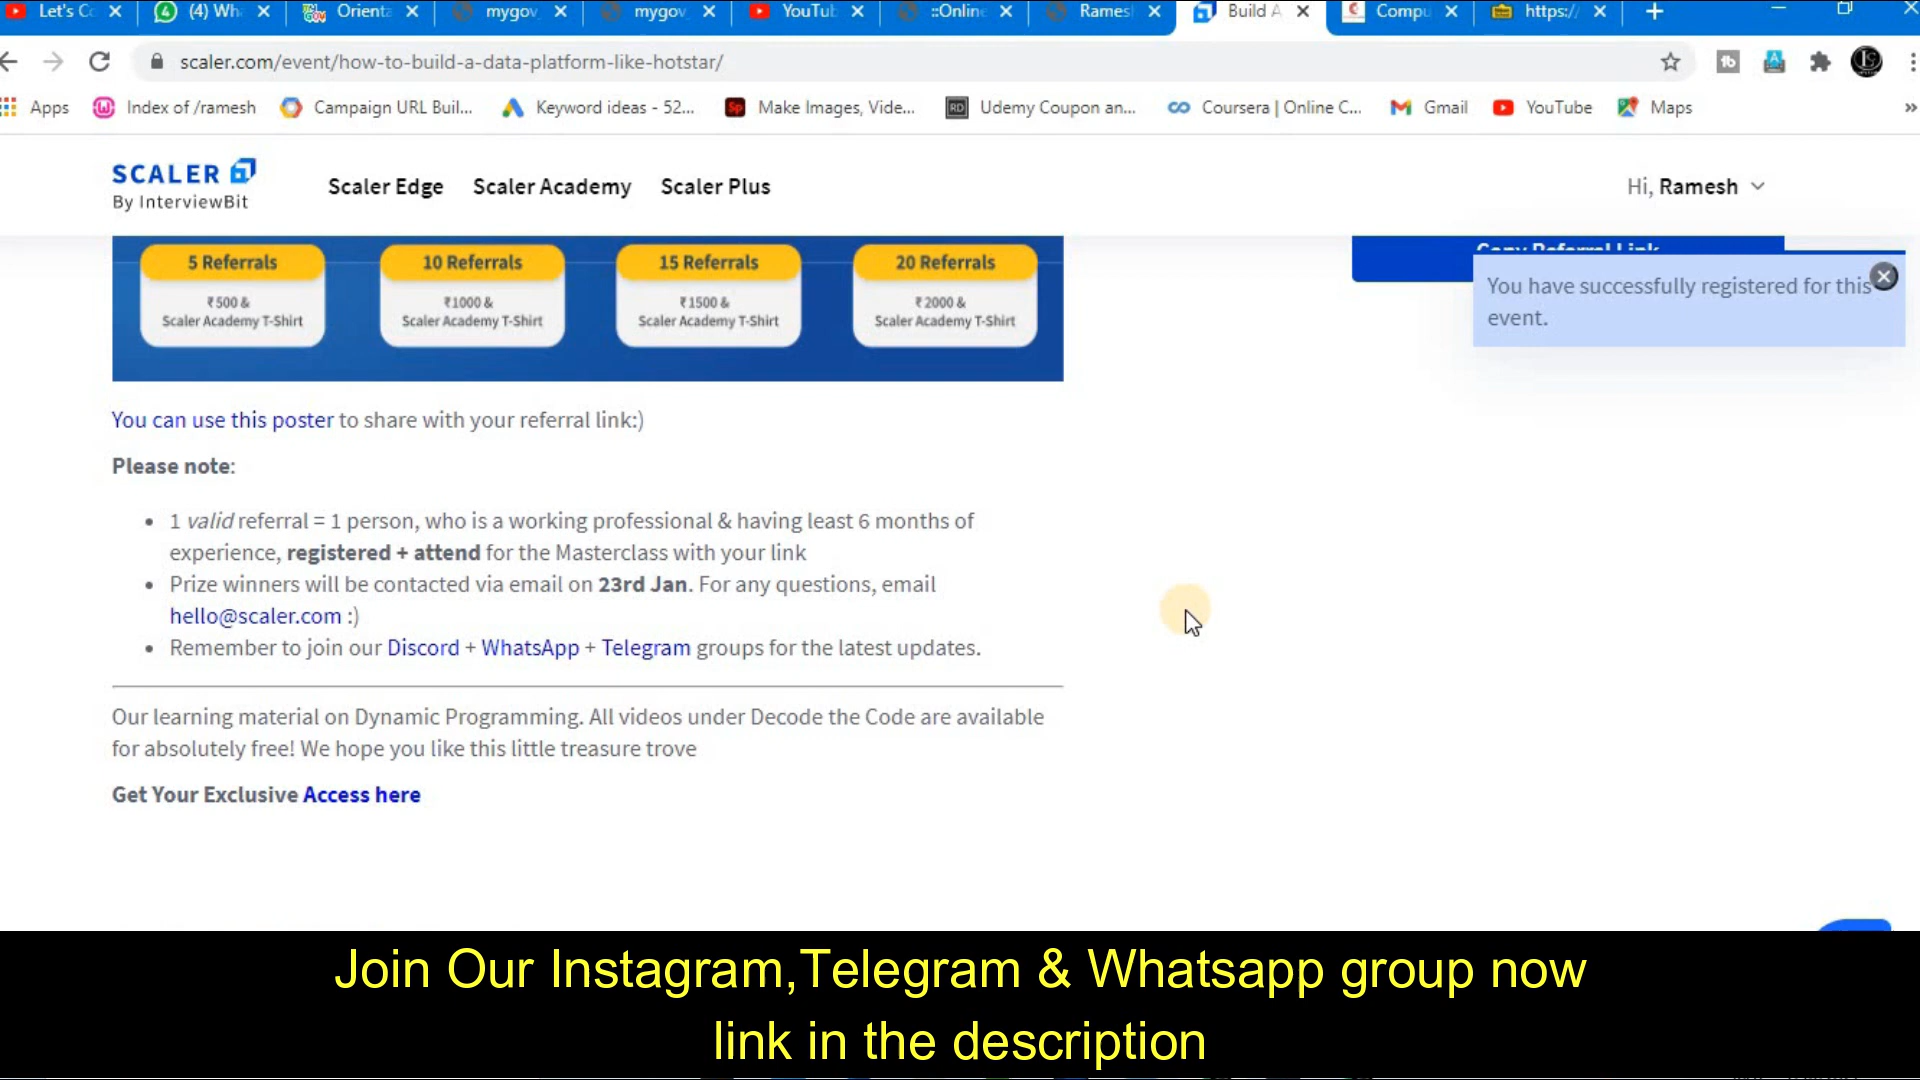 Let's Co
(4) Wha
Orienta
mygov
mygov
YouTub
::Online
Rames
Build A
Compu
https://
scaler.com/event/how-to-build-a-data-platform-like-hotstar/
Apps
Index of /ramesh
Campaign URL Buil...
Keyword ideas - 52...
Make Images, Vide...
Udemy Coupon an...
Coursera | Online C...
Gmail
YouTube
Maps
SCALER
By InterviewBit
Scaler Edge
Scaler Academy
Scaler Plus
Hi, Ramesh
Copy Referral Link
You have successfully registered for this
event.
5 Referrals
₹500 &
Scaler Academy T-Shirt
10 Referrals
₹1000 &
Scaler Academy T-Shirt
15 Referrals
₹1500 &
Scaler Academy T-Shirt
20 Referrals
₹2000 &
Scaler Academy T-Shirt
You can use this poster to share with your referral link:)
Please note:
• 1 valid referral = 1 person, who is a working professional & having least 6 months of
experience, registered + attend for the Masterclass with your link
• Prize winners will be contacted via email on 23rd Jan. For any questions, email
hello@scaler.com :)
• Remember to join our Discord + WhatsApp + Telegram groups for the latest updates.
Our learning material on Dynamic Programming. All videos under Decode the Code are available
for absolutely free! We hope you like this little treasure trove
Get Your Exclusive Access here
Join Our Instagram,Telegram & Whatsapp group now
link in the description